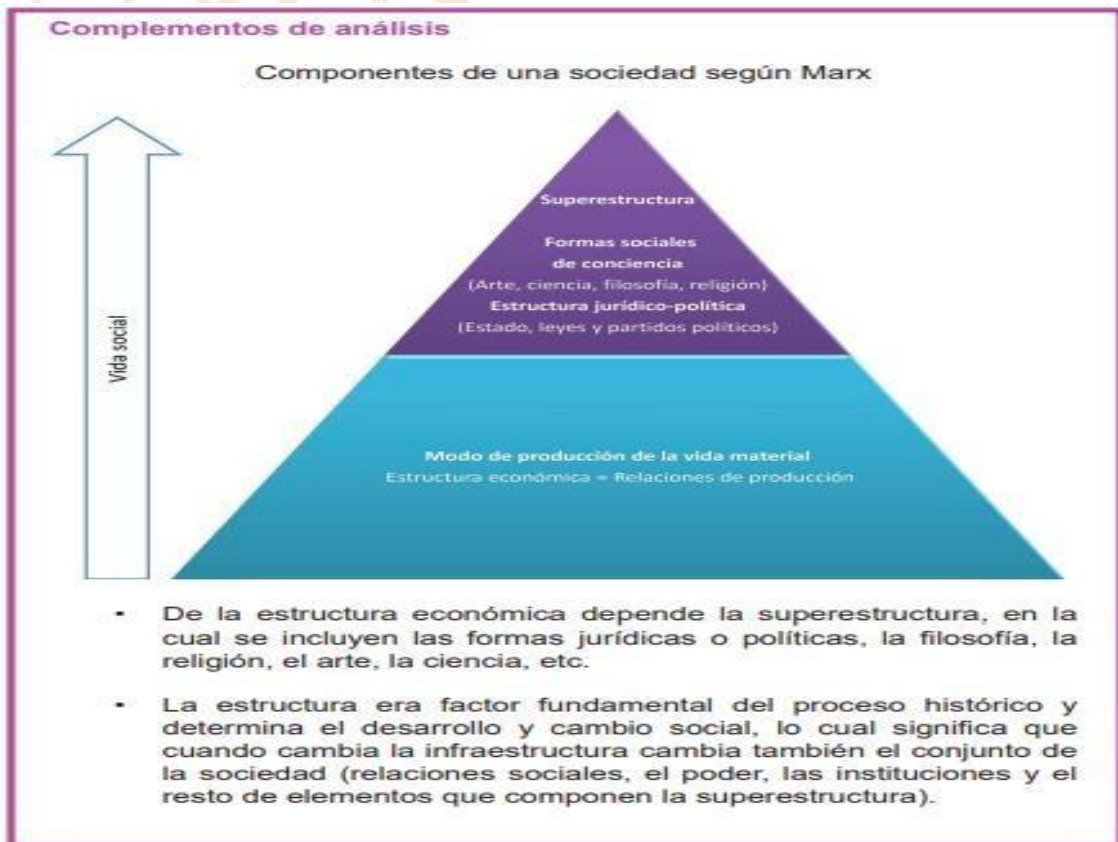 Complementos de análisis
Componentes de una sociedad según Marx
Superestructura
Formas sociales
de conciencia
(Arte, ciencia, filosofía, religión)
Estructura jurídico-política
(Estado, leyes y partidos políticos)
Vida social
Modo de producción de la vida material
Estructura económica = Relaciones de producción
• De la estructura económica depende la superestructura, en la
cual se incluyen las formas jurídicas o políticas, la filosofía, la
religión, el arte, la ciencia, etc.
• La estructura era factor fundamental del proceso histórico y
determina el desarrollo y cambio social, lo cual significa que
cuando cambia la infraestructura cambia también el conjunto de
la sociedad (relaciones sociales, el poder, las instituciones y el
resto de elementos que componen la superestructura).